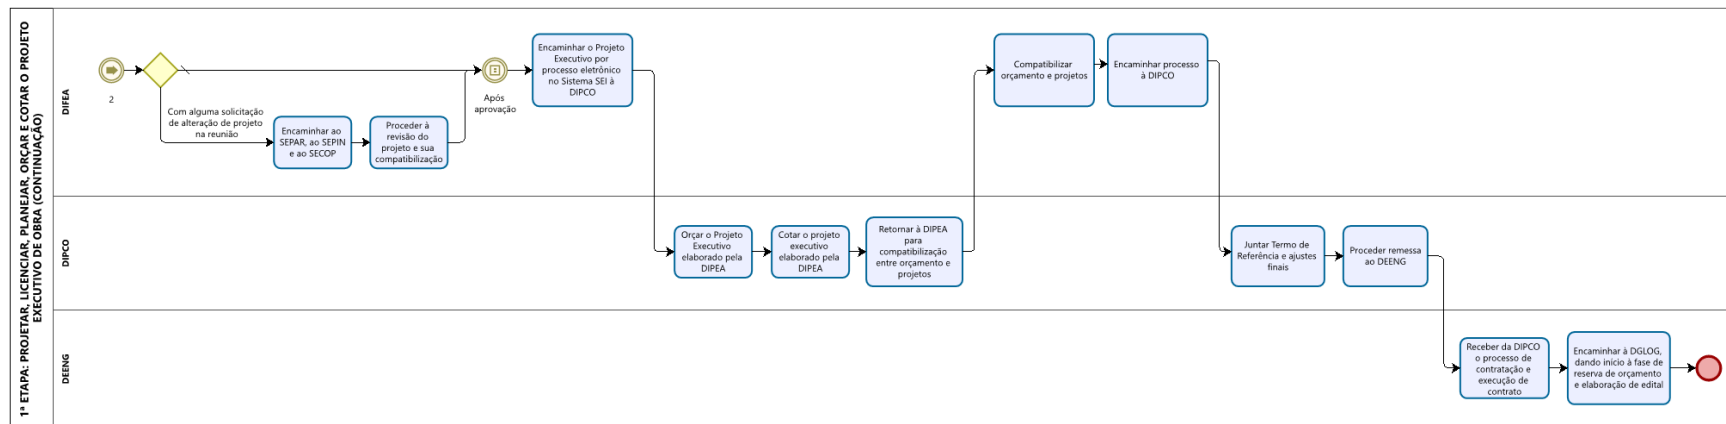 1ª ETAPA: PROJETAR, LICENCIAR, PLANEJAR, ORÇAR E COTAR O PROJETO
EXECUTIVO DE OBRA (CONTINUAÇÃO)
DIFEA
2
Com alguma solicitação
de alteração de projeto
na reunião
Encaminhar ao
SEPAR, ao SEPIN
e ao SECOP
Proceder à
revisão do
projeto e sua
compatibilização
Após
aprovação
Encaminhar o Projeto
Executivo por
processo eletrônico
no Sistema SEI à
DIPCO
Compatibilizar
orçamento e projetos
Encaminhar processo
à DIPCO
DIPCO
Orçar o Projeto
Executivo
elaborado pela
DIPEA
Cotar o projeto
executivo
elaborado pela
DIPEA
Retornar à DIPEA
para
compatibilização
entre orçamento e
projetos
Juntar Termo de
Referência e ajustes
finais
Proceder remessa
ao DEENG
DEENG
Receber da DIPCO
o processo de
contratação e
execução de
contrato
Encaminhar à DGLOG,
dando início à fase de
reserva de orçamento
e elaboração de edital